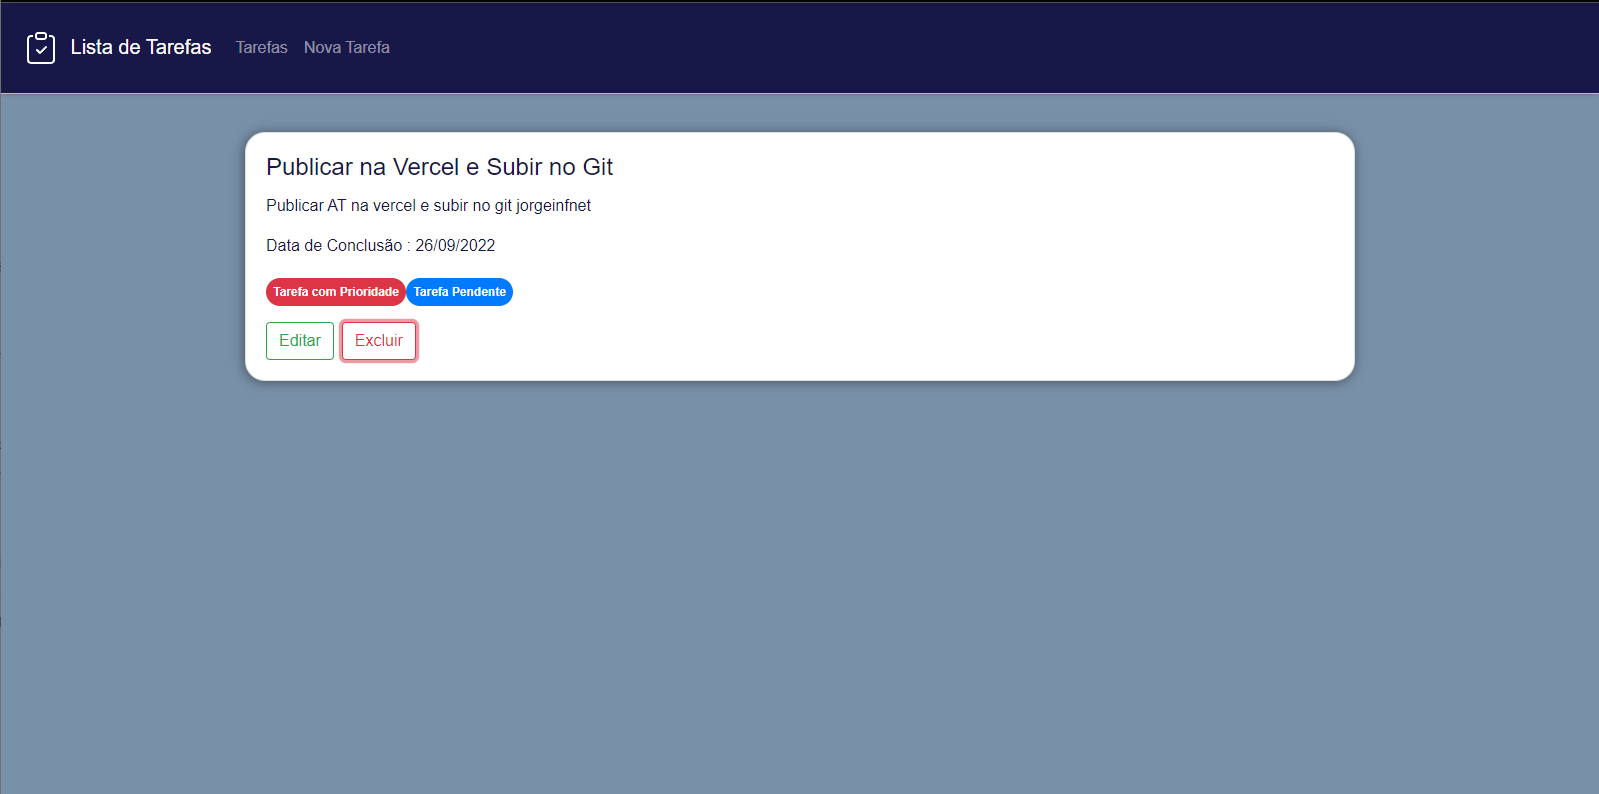 Lista de Tarefas Tarefas Nova Tarefa
Publicar na Vercel e Subir no Git
Publicar AT na vercel e subir no git jorgeinfnet
Data de Conclusão : 26/09/2022
Tarefa com Prioridade Tarefa Pendente
Editar Excluir